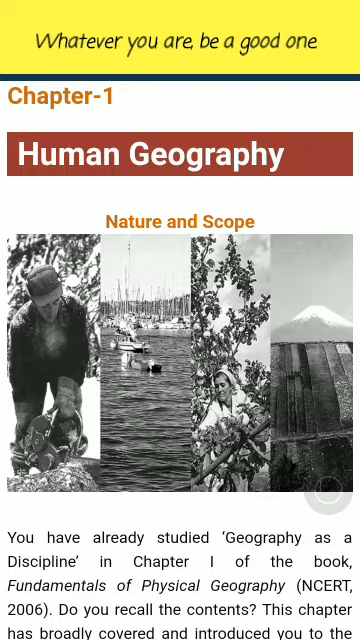 Whatever you are, be a good one
Chapter-1
Human Geography
Nature and Scope
You have already studied ‘Geography as a
Discipline’ in Chapter I of the book,
Fundamentals of Physical Geography (NCERT,
2006). Do you recall the contents? This chapter
has broadly covered and introduced you to the